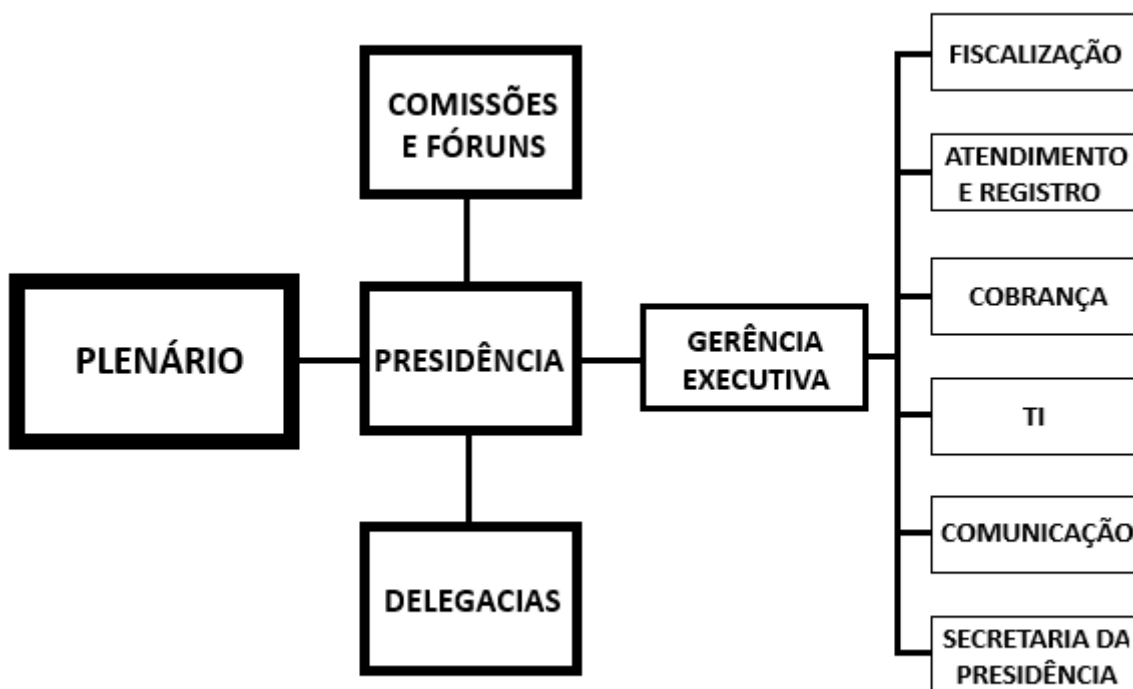 COMISSÕES
E FÓRUNS
PLENÁRIO
PRESIDÊNCIA
DELEGACIAS
GERÊNCIA
EXECUTIVA
FISCALIZAÇÃO
ATENDIMENTO
E REGISTRO
COBRANÇA
TI
COMUNICAÇÃO
SECRETARIA DA
PRESIDÊNCIA